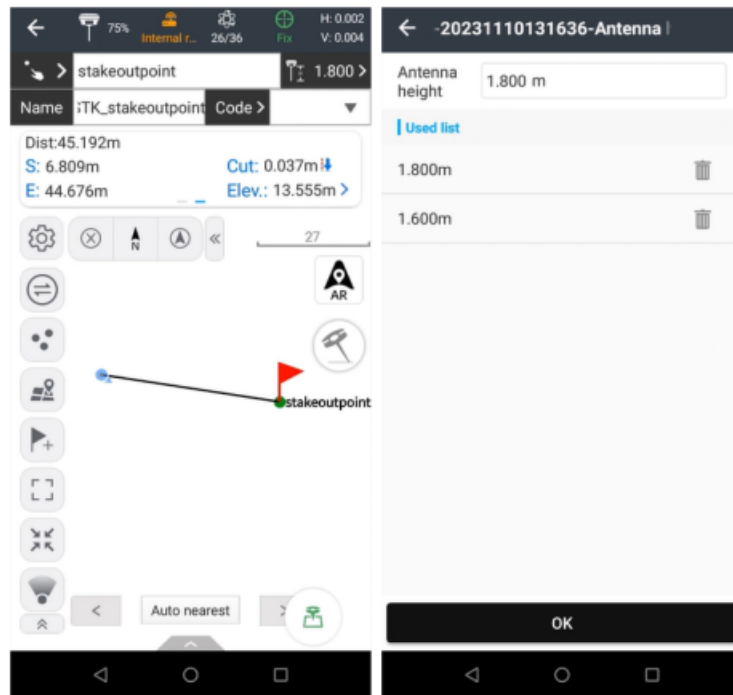 75%
Internal r...
26/36
Fix
H: 0.002
V: 0.004
stakeoutpoint
1.800 >
Name
STK_stakeoutpoint
Code >
Dist:45.192m
S: 6.809m
Cut: 0.037m
E: 44.676m
Elev.: 13.555m >
N
27
AR
stakeoutpoint
<
Auto nearest
>
-20231110131636-Antenna
Antenna
height
1.800 m
Used list
1.800m
1.600m
OK